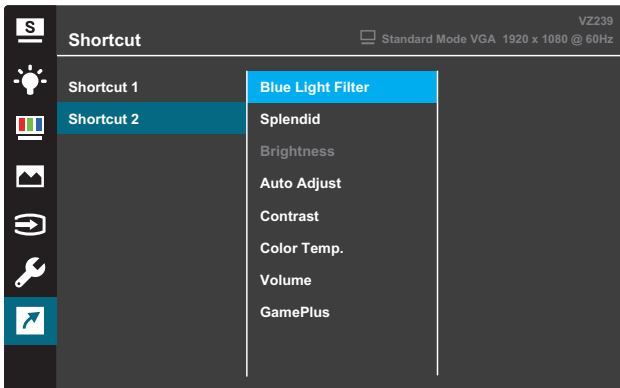 VZ239
S
Shortcut
Standard Mode VGA 1920 x 1080 @ 60Hz
Shortcut 1
Shortcut 2
Blue Light Filter
Splendid
Brightness
Auto Adjust
Contrast
Color Temp.
Volume
GamePlus